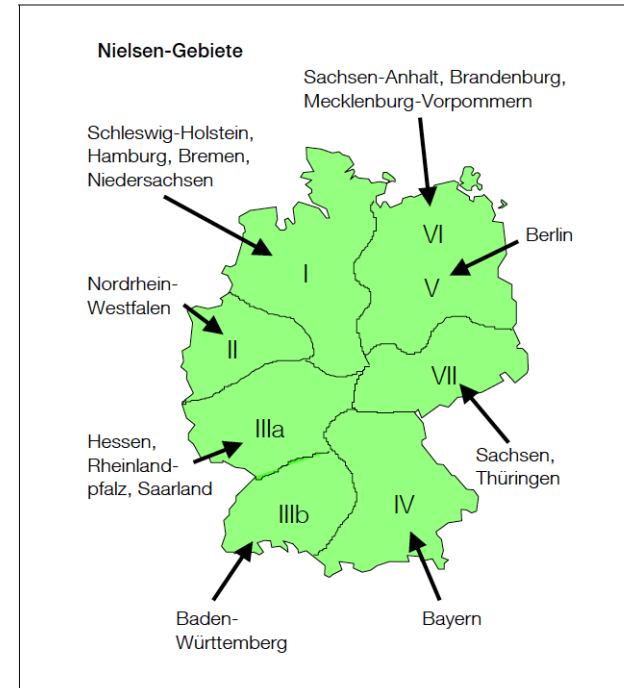 Nielsen-Gebiete
Sachsen-Anhalt, Brandenburg,
Mecklenburg-Vorpommern
Schleswig-Holstein,
Hamburg, Bremen,
Niedersachsen
VI
Berlin
I
V
Nordrhein-
Westfalen
II
VII
IIIa
Hessen,
Rheinland-
pfalz, Saarland
Sachsen,
Thüringen
IIIb
IV
Baden-
Württemberg
Bayern